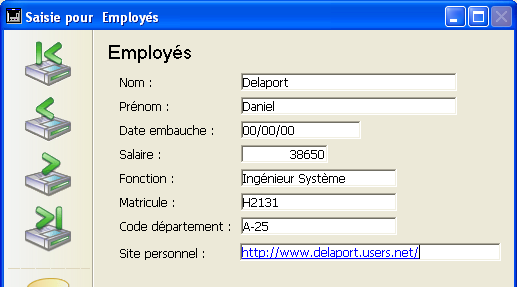 Saisie pour Employés
Employés
Nom : Delaport
Prénom : Daniel
Date embauche : 00/00/00
Salaire : 38650
Fonction : Ingénieur Système
Matricule : H2131
Code département : A-25
Site personnel : http://www.delaport.users.net/